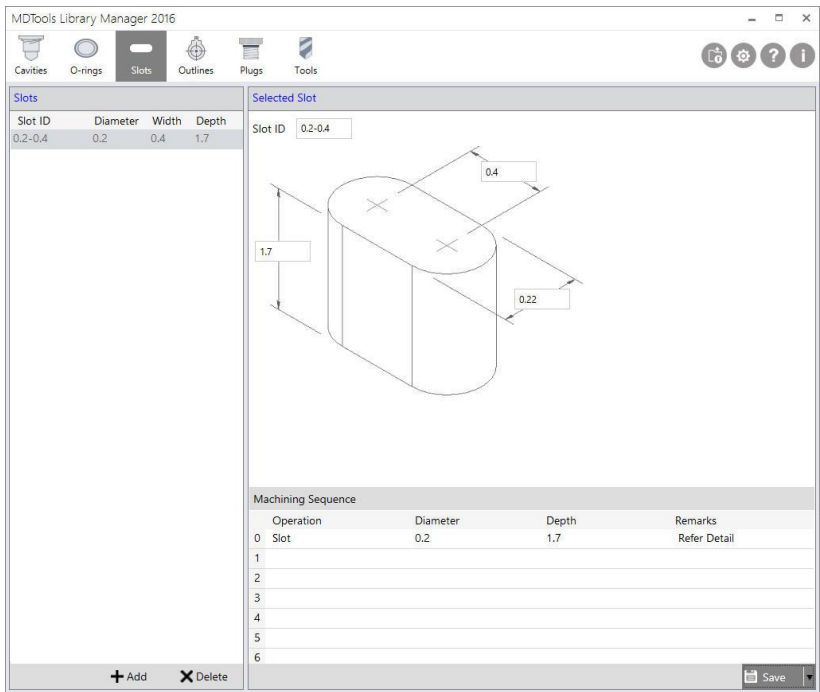 MDTools Library Manager 2016
Cavities O-rings Slots Outlines Plugs Tools
Slots
Slot ID Diameter Width Depth
0.2-0.4 0.2 0.4 1.7
Add Delete
Selected Slot
Slot ID 0.2-0.4
0.4
1.7
0.22
Machining Sequence
Operation Diameter Depth Remarks
0 Slot 0.2 1.7 Refer Detail
1
2
3
4
5
6
Save